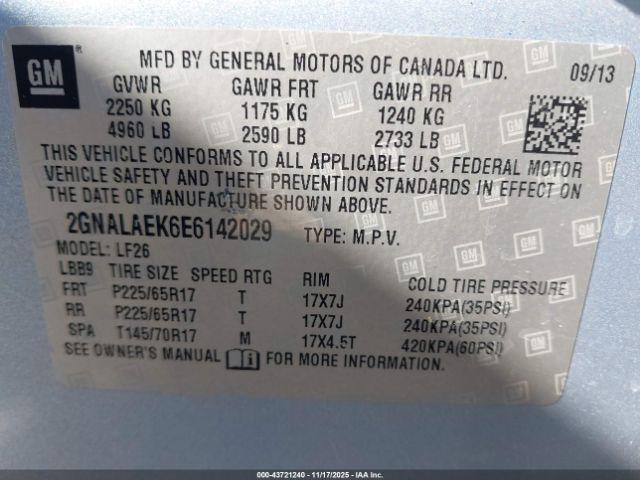 GM
MFD BY GENERAL MOTORS OF CANADA LTD.
09/13
GVWR GAWR FRT GAWR RR
2250 KG 1175 KG 1240 KG
4960 LB 2590 LB 2733 LB
THIS VEHICLE CONFORMS TO ALL APPLICABLE U.S. FEDERAL MOTOR
VEHICLE SAFETY AND THEFT PREVENTION STANDARDS IN EFFECT ON
THE DATE OF MANUFACTURE SHOWN ABOVE.
2GNALAEK6E6142029 TYPE: M.P.V.
MODEL: LF26
LBB9 TIRE SIZE SPEED RTG RIM COLD TIRE PRESSURE
FRT P225/65R17 T 17X7J 240KPA(35PSI)
RR P225/65R17 T 17X7J 240KPA(35PSI)
SPA T145/70R17 M 17X4.5T 420KPA(60PSI)
SEE OWNER'S MANUAL FOR MORE INFORMATION.
000-43721240 - 11/17/2025 - IAAI.COM